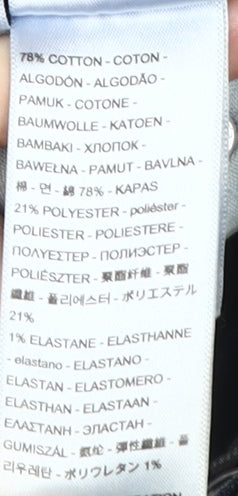 78% COTTON - COTON -
ALGODÓN - ALGODÃO -
PAMUK - COTONE -
BAUMWOLLE - KATOEN -
BAMBAKI - ХЛОПОК -
BAWEŁNA - PAMUT - BAVLNA -
棉 - 면 - 綿 78% - KAPAS
21% POLYESTER - poliéster -
POLIESTER - POLIESTERE -
ΠΟΛΥΕΣΤΕΡ - ПОЛИЭСТЕР -
POLIÉSZTER - 聚酯纤维 - 聚酯
纖維 - 폴리에스터 - ポリエステル
21%
1% ELASTANE - ELASTHANNE
- elastano - ELASTANO -
ELASTAN - ELASTOMERO -
ELASTHAN - ELASTAAN -
ΕΛΑΣΤΑΝΗ - ЭЛАСТАН -
GUMISZÁL - 氨纶 - 彈性纖維 - 폴
리우레탄 - ポリウレタン 1%